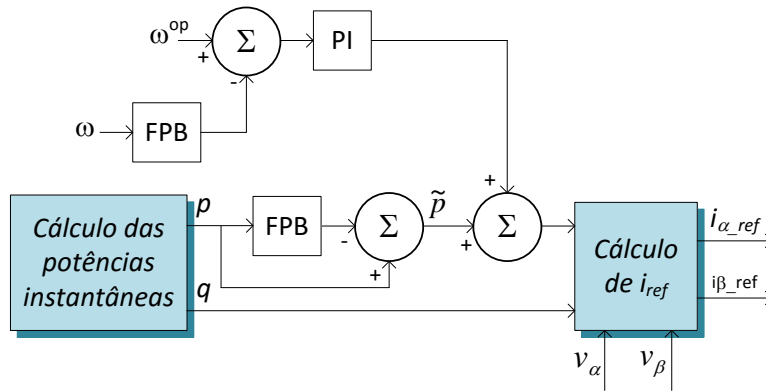 ω^op
+
Σ
-
PI
ω
FPB
Cálculo das
potências
instantâneas
p
q
FPB
-
+
Σ
p̃
+
+
Σ
Cálculo
de i_ref
i_α_ref
iβ_ref
v_α
v_β